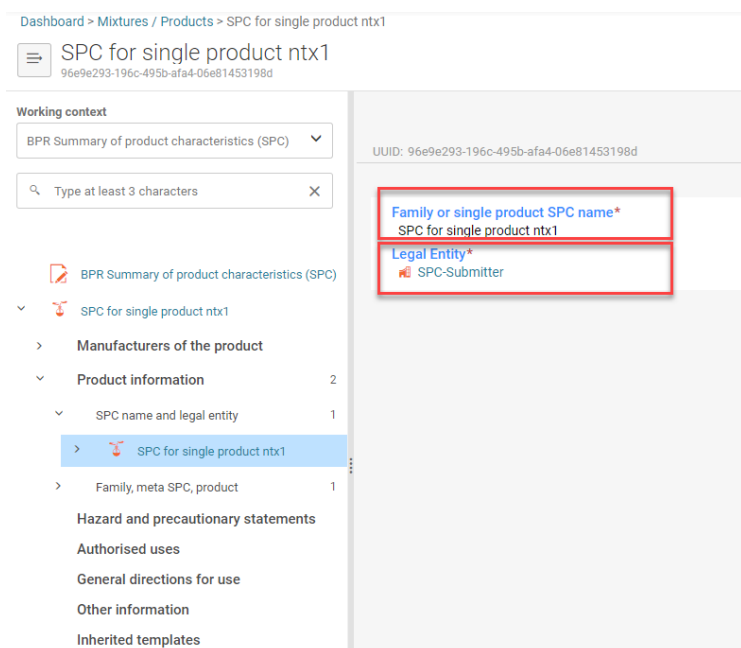 Dashboard > Mixtures / Products > SPC for single product ntx1
SPC for single product ntx1
96e9e293-196c-495b-afa4-06e81453198d
Working context
BPR Summary of product characteristics (SPC)
Type at least 3 characters
BPR Summary of product characteristics (SPC)
SPC for single product ntx1
Manufacturers of the product
Product information 2
SPC name and legal entity 1
SPC for single product ntx1
Family, meta SPC, product 1
Hazard and precautionary statements
Authorised uses
General directions for use
Other information
Inherited templates
UUID: 96e9e293-196c-495b-afa4-06e81453198d
Family or single product SPC name*
SPC for single product ntx1
Legal Entity*
SPC-Submitter